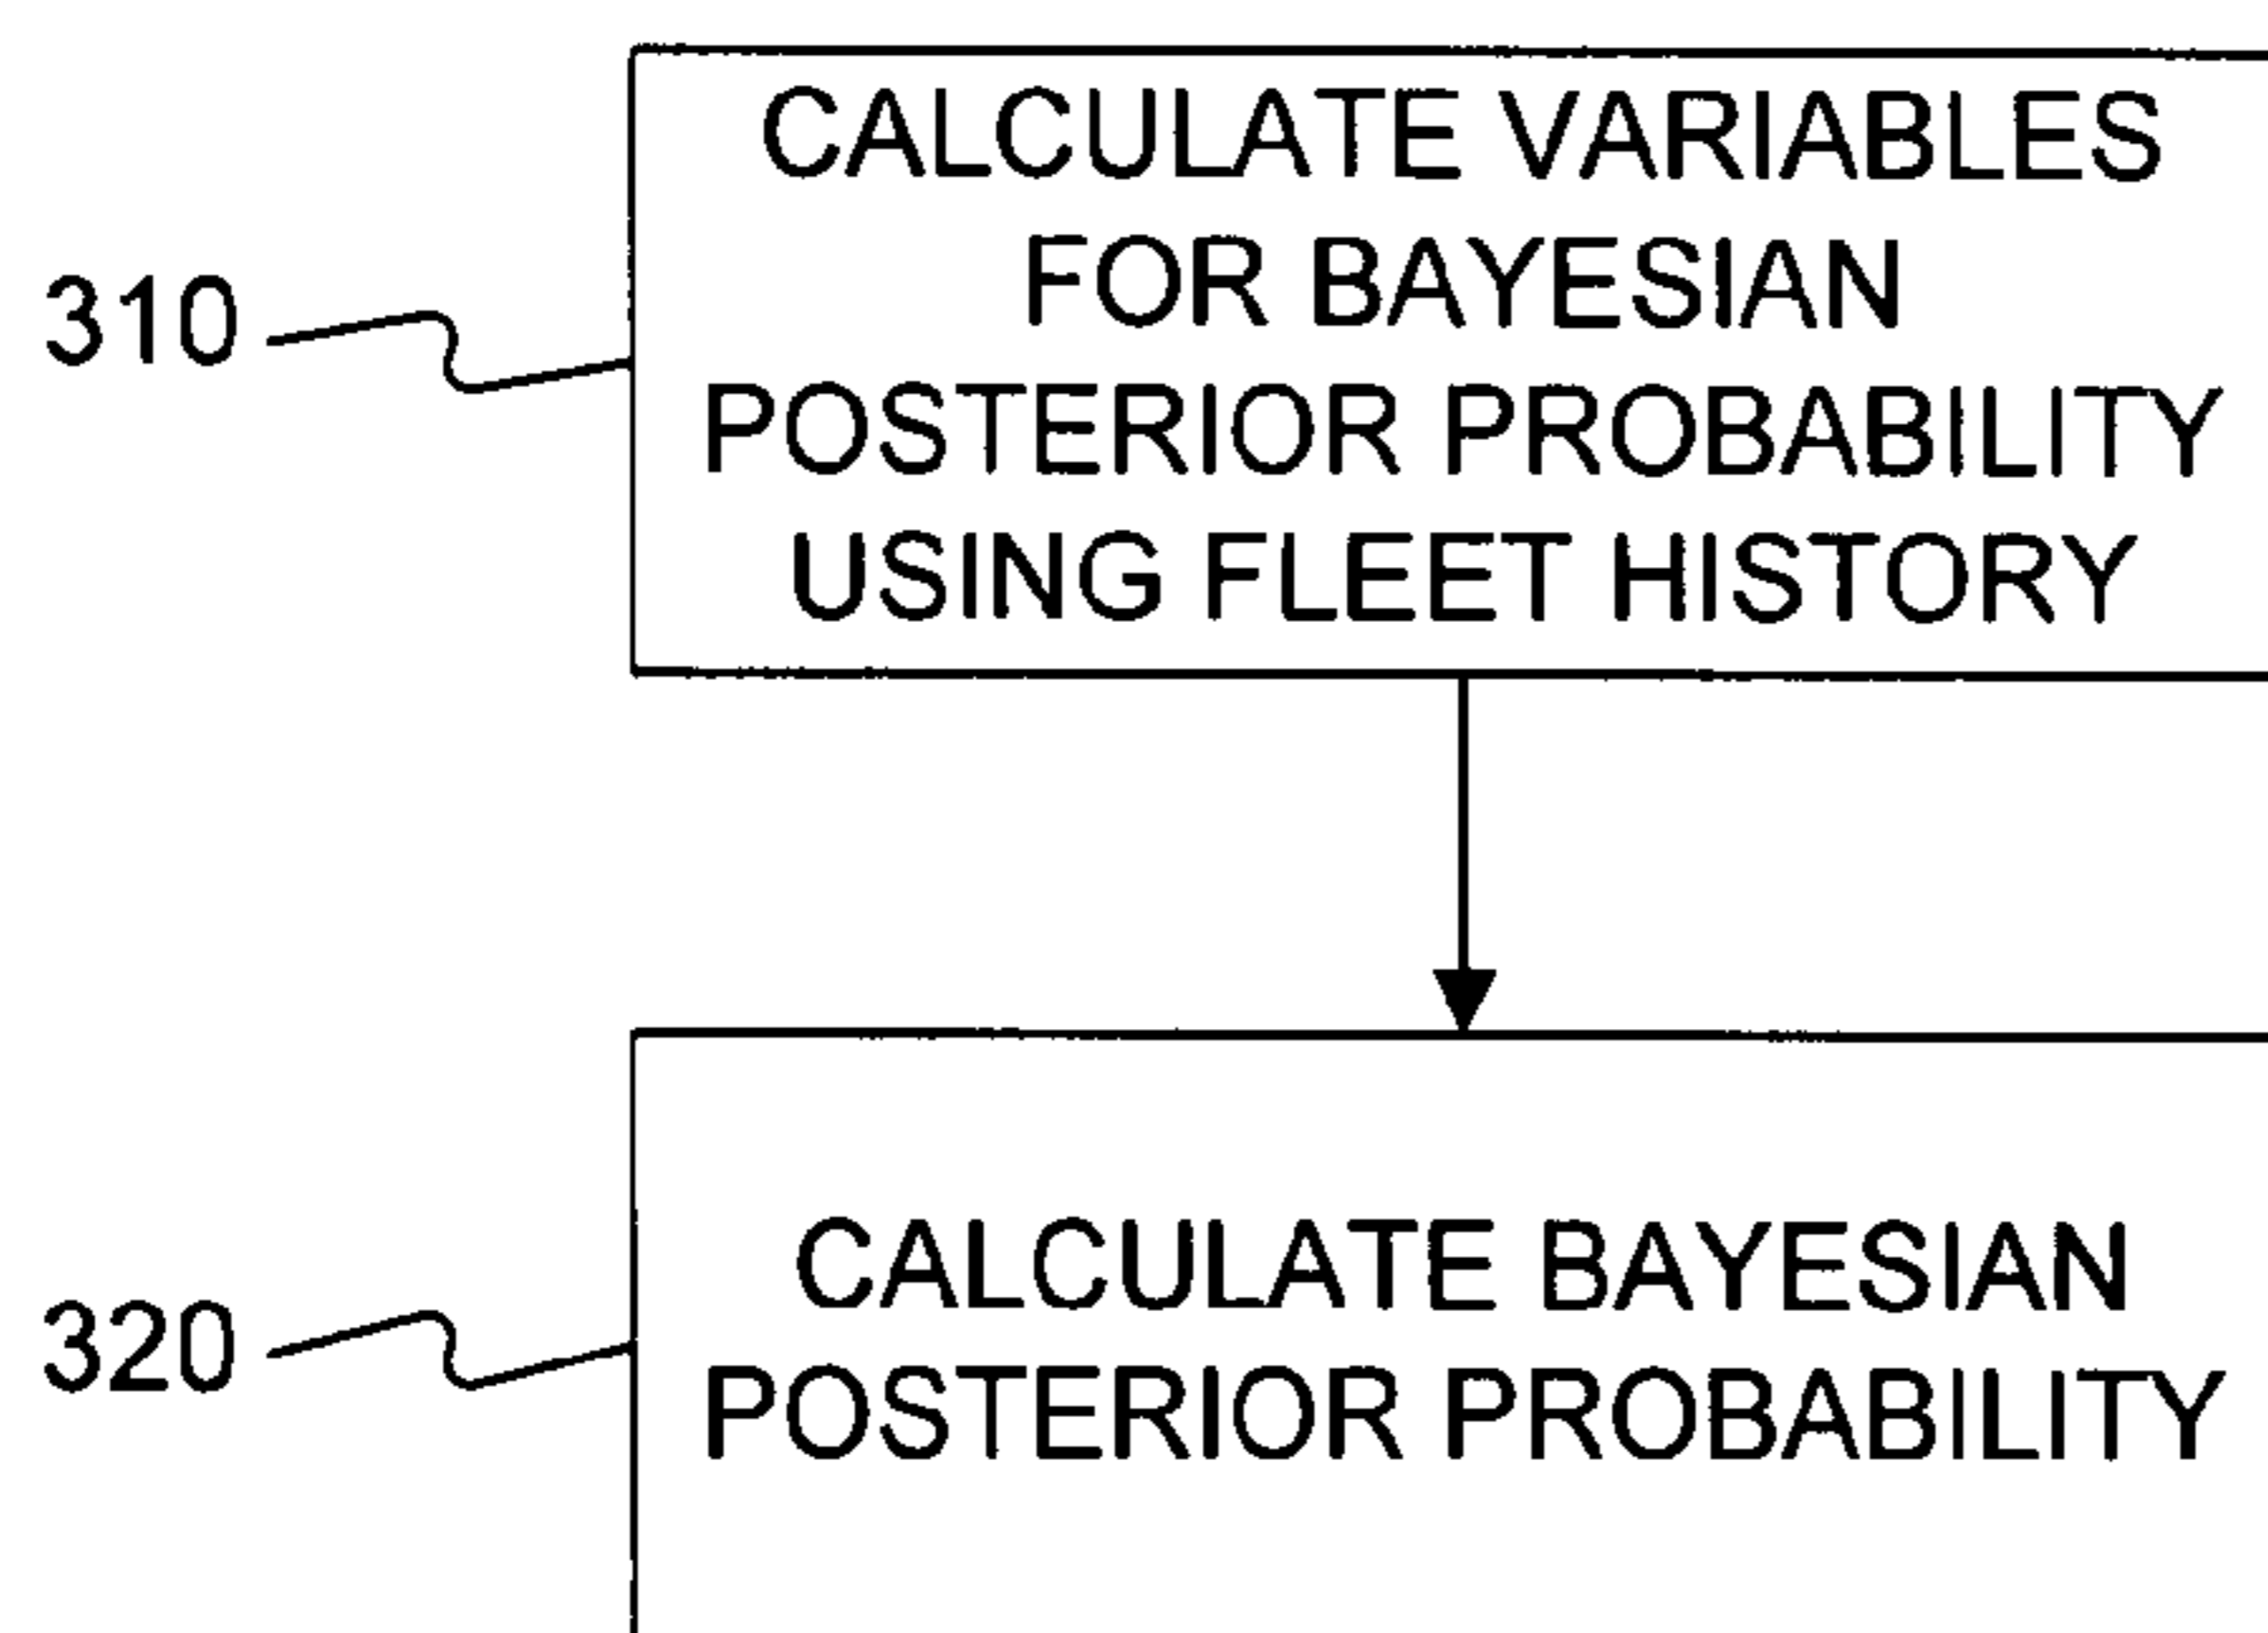 CALCULATE VARIABLES
FOR BAYESIAN
310
POSTERIOR PROBABILITY
USING FLEET HISTORY
CALCULATE BAYESIAN
320
POSTERIOR PROBABILITY